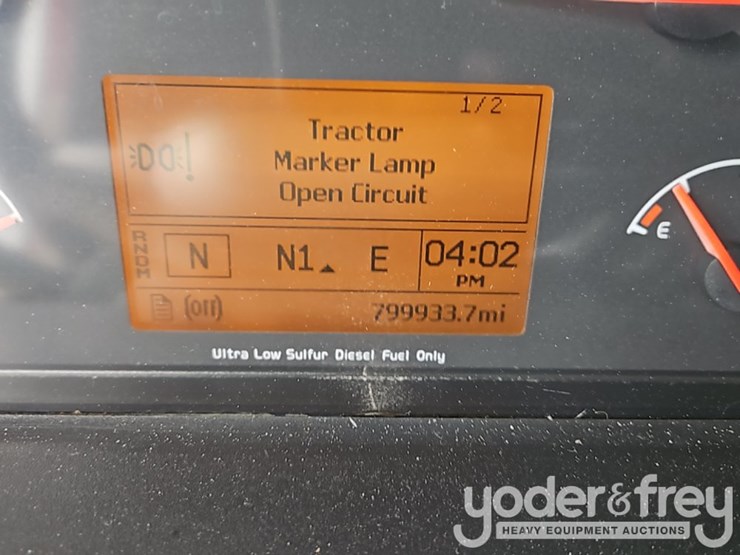 1/2
Tractor
Marker Lamp
Open Circuit
RNDM
N N1 E 04:02
PM
799933.7mi
Ultra Low Sulfur Diesel Fuel Only
E
yoder&frey
HEAVY EQUIPMENT AUCTIONS